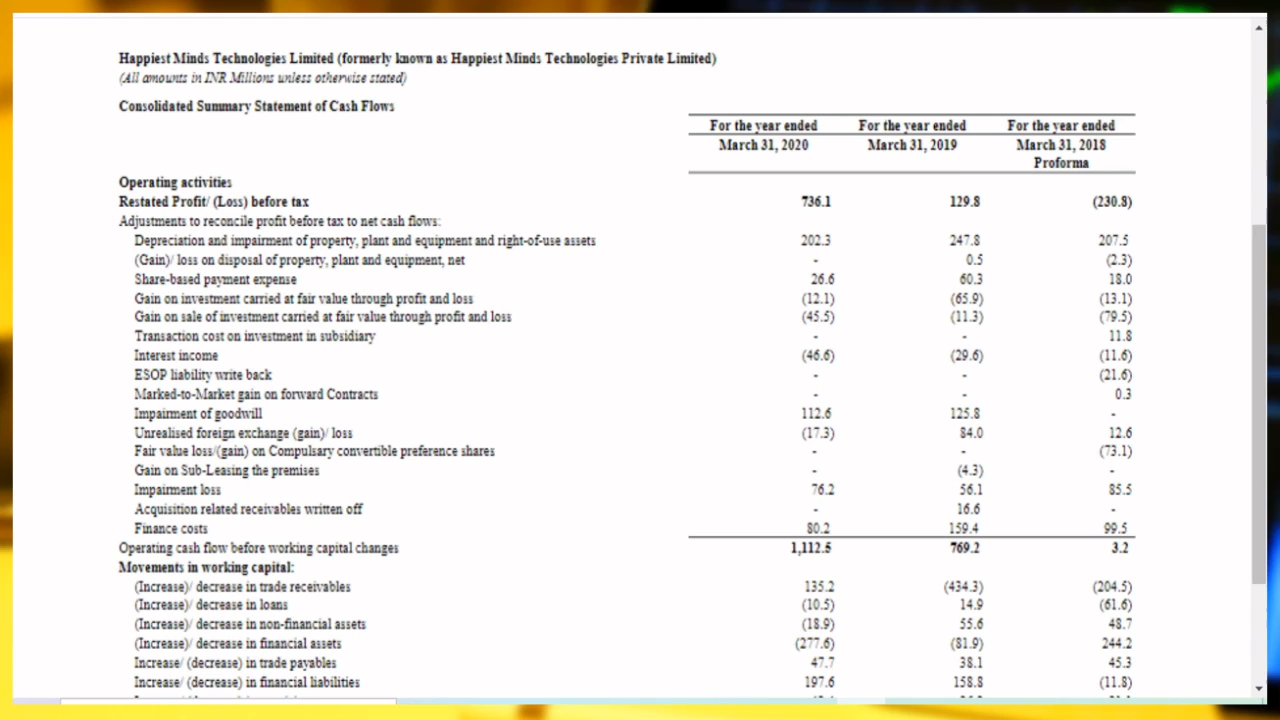 Happiest Minds Technologies Limited (formerly known as Happiest Minds Technologies Private Limited)
(All amounts in INR Millions unless otherwise stated)
Consolidated Summary Statement of Cash Flows
For the year ended For the year ended For the year ended
March 31, 2020 March 31, 2019 March 31, 2018
Proforma
Operating activities
Restated Profit/ (Loss) before tax 736.1 129.8 (230.8)
Adjustments to reconcile profit before tax to net cash flows:
Depreciation and impairment of property, plant and equipment and right-of-use assets 202.3 247.8 207.5
(Gain)/ loss on disposal of property, plant and equipment, net - 0.5 (2.3)
Share-based payment expense 26.6 60.3 18.0
Gain on investment carried at fair value through profit and loss (12.1) (65.9) (13.1)
Gain on sale of investment carried at fair value through profit and loss (45.5) (11.3) (79.5)
Transaction cost on investment in subsidiary - - 11.8
Interest income (46.6) (29.6) (11.6)
ESOP liability write back - - (21.6)
Marked-to-Market gain on forward Contracts - - 0.3
Impairment of goodwill 112.6 125.8 -
Unrealised foreign exchange (gain)/ loss (17.3) 84.0 12.6
Fair value loss/(gain) on Compulsary convertible preference shares - - (73.1)
Gain on Sub-Leasing the premises - (4.3) -
Impairment loss 76.2 56.1 85.5
Acquisition related receivables written off - 16.6 -
Finance costs 80.2 159.4 99.5
Operating cash flow before working capital changes 1,112.5 769.2 3.2
Movements in working capital:
(Increase)/ decrease in trade receivables 135.2 (434.3) (204.5)
(Increase)/ decrease in loans (10.5) 14.9 (61.6)
(Increase)/ decrease in non-financial assets (18.9) 55.6 48.7
(Increase)/ decrease in financial assets (277.6) (81.9) 244.2
Increase/ (decrease) in trade payables 47.7 38.1 45.3
Increase/ (decrease) in financial liabilities 197.6 158.8 (11.8)